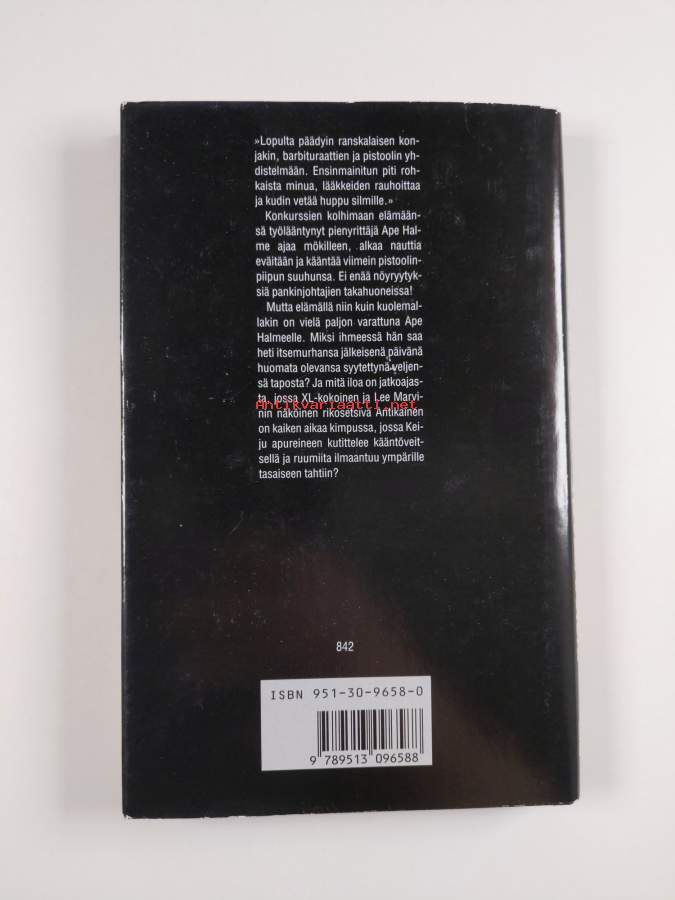 »Lopulta päädyin ranskalaisen kon-
jakin, barbituraattien ja pistoolin yh-
distelmään. Ensinmainitun piti roh-
kaista minua, lääkkeiden rauhoittaa
ja kudin vetää huppu silmille.»
Konkurssien kolhimaan elämään-
sä työlääntynyt pienyrittäjä Ape Hal-
me ajaa mökilleen, alkaa nauttia
eväitään ja kääntää viimein pistoolin-
piipun suuhunsa. Ei enää nöyryytyk-
siä pankinjohtajien takahuoneissa!
Mutta elämällä niin kuin kuolemal-
lakin on vielä paljon varattuna Ape
Halmeelle. Miksi ihmeessä hän saa
heti itsemurhansa jälkeisenä päivänä
huomata olevansa syytettynä veljen-
sä taposta? Ja mitä iloa on jatkoajas-
ta, jossa XL-kokoinen ja Lee Marvi-
Antikvariaatti.net
nin näköinen rikosetsivä Antikainen
on kaiken aikaa kimpussa, jossa Kei-
ju apureineen kutittelee kääntöveit-
sellä ja ruumiita ilmaantuu ympärille
tasaiseen tahtiin?
842
ISBN 951-30-9658-0
9 789513 096588